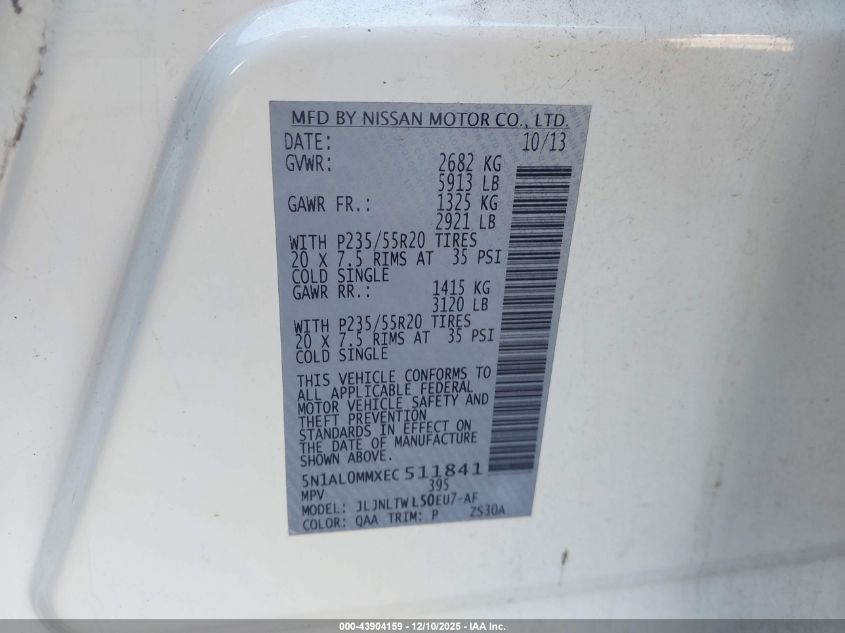 MFD BY NISSAN MOTOR CO., LTD.
DATE: 10/13
GVWR: 2682 KG
5913 LB
GAWR FR.: 1325 KG
2921 LB
WITH P235/55R20 TIRES
20 X 7.5 RIMS AT 35 PSI
COLD SINGLE
GAWR RR.: 1415 KG
3120 LB
WITH P235/55R20 TIRES
20 X 7.5 RIMS AT 35 PSI
COLD SINGLE
THIS VEHICLE CONFORMS TO
ALL APPLICABLE FEDERAL
MOTOR VEHICLE SAFETY AND
THEFT PREVENTION
STANDARDS IN EFFECT ON
THE DATE OF MANUFACTURE
SHOWN ABOVE.
5N1AL0MMXEC511841
MPV 395
MODEL: JLJNLTWL50EU7-AF
COLOR: QAA TRIM: P ZS30A
000-43904159 — 12/10/2025 — IAA Inc.